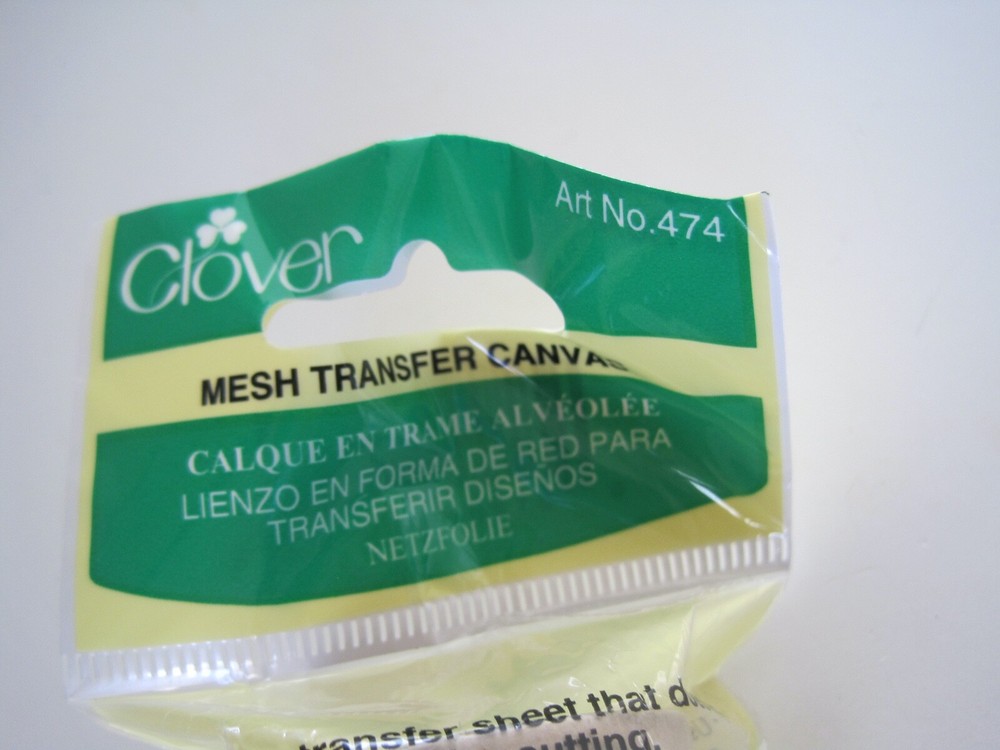 Clover
Art No.474
MESH TRANSFER CANVAS
CALQUE EN TRAME ALVÉOLÉE
LIENZO EN FORMA DE RED PARA
TRANSFERIR DISEÑOS
NETZFOLIE
transfer sheet that
cutting.